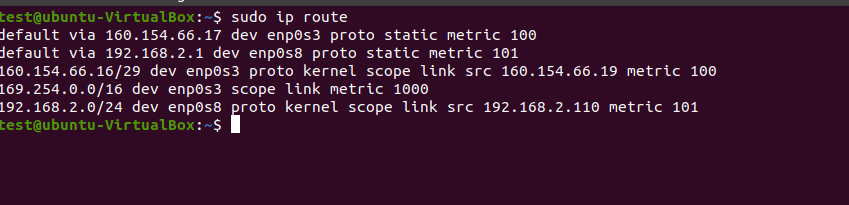 test@ubuntu-VirtualBox:~$ sudo ip route
default via 160.154.66.17 dev enp0s3 proto static metric 100
default via 192.168.2.1 dev enp0s8 proto static metric 101
160.154.66.16/29 dev enp0s3 proto kernel scope link src 160.154.66.19 metric 100
169.254.0.0/16 dev enp0s3 scope link metric 1000
192.168.2.0/24 dev enp0s8 proto kernel scope link src 192.168.2.110 metric 101
test@ubuntu-VirtualBox:~$